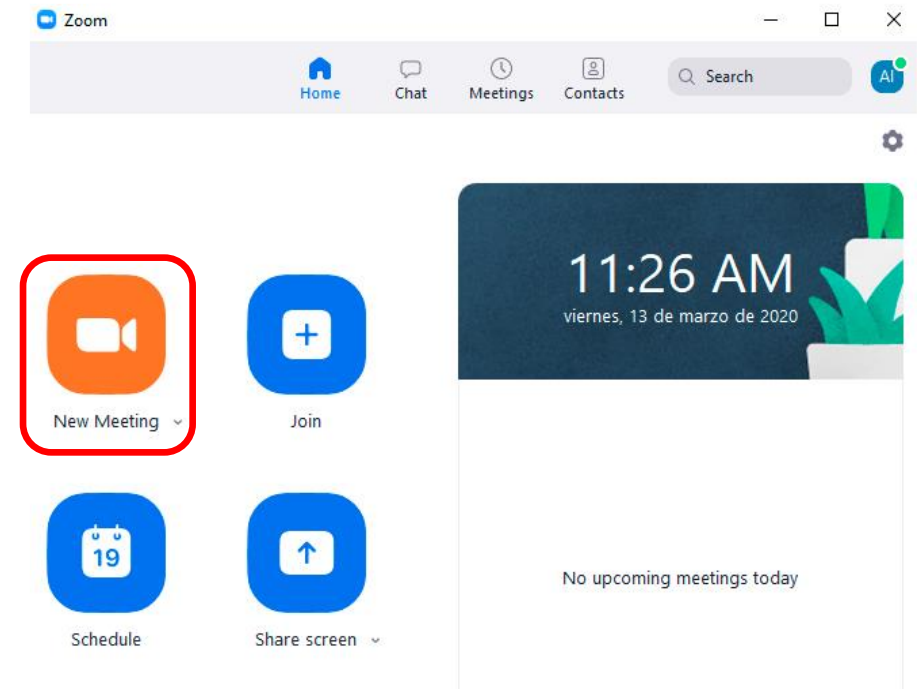 Zoom
Home
Chat
Meetings
Contacts
Search
AI
11:26 AM
viernes, 13 de marzo de 2020
New Meeting
Join
19
Schedule
Share screen
No upcoming meetings today